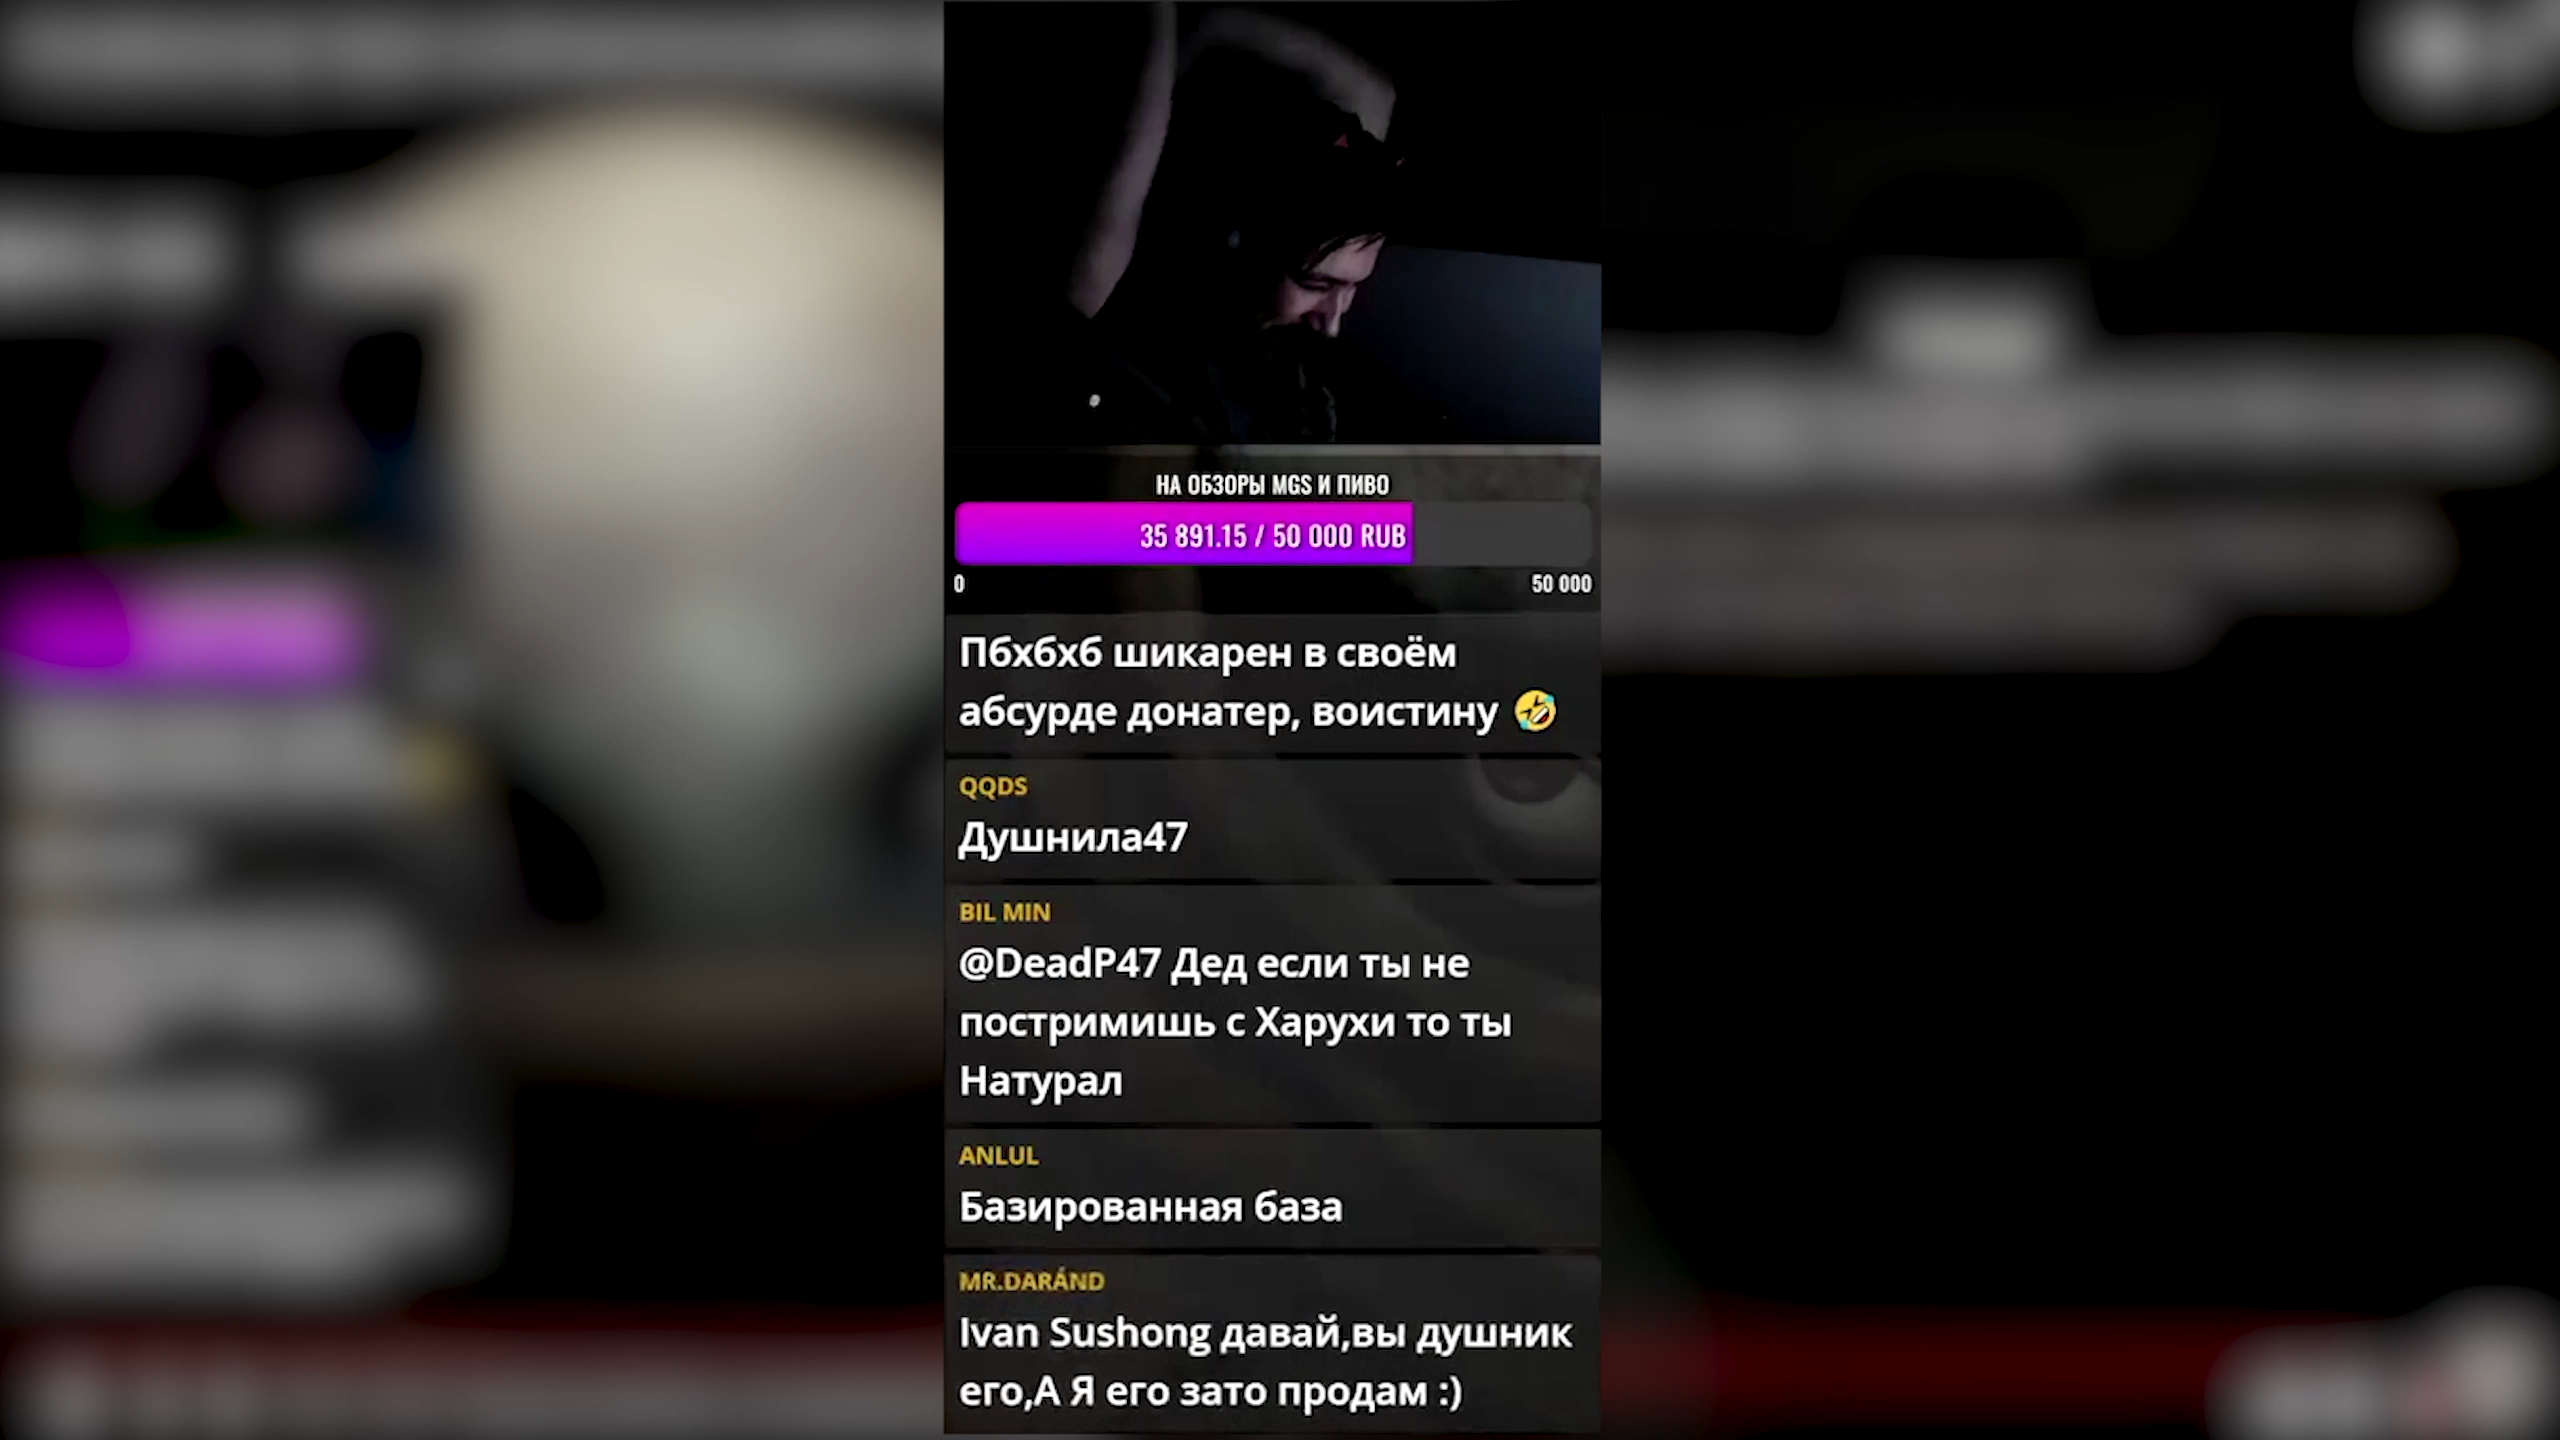 НА ОБЗОРЫ MGS И ПИВО
35 891.15 / 50 000 RUB
0 50 000
Пбхбхб шикарен в своём
абсурде донатер, воистину 🤣
QQDS
Душнила47
BIL MIN
@DeadP47 Дед если ты не
постримишь с Харухи то ты
Натурал
ANLUL
Базированная база
MR.DARÁND
Ivan Sushong давай,вы душник
его,А Я его зато продам :)